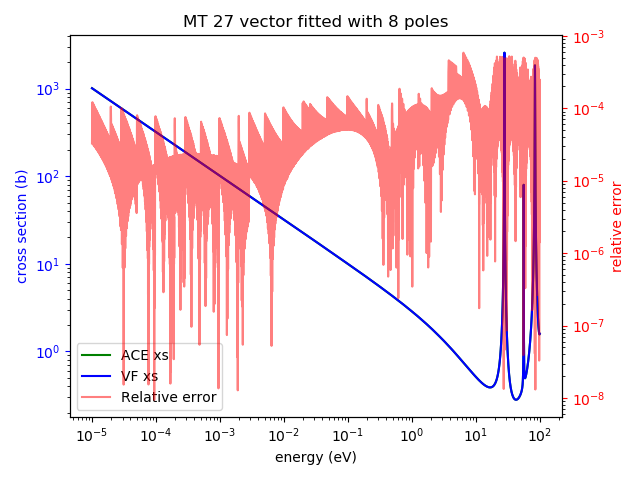 MT 27 vector fitted with 8 poles
cross section (b)
10³
10²
10¹
10⁰
10⁻³
10⁻⁴
10⁻⁵
10⁻⁶
10⁻⁷
10⁻⁸
relative error
ACE xs
VF xs
Relative error
10⁻⁵ 10⁻⁴ 10⁻³ 10⁻² 10⁻¹ 10⁰ 10¹ 10²
energy (eV)